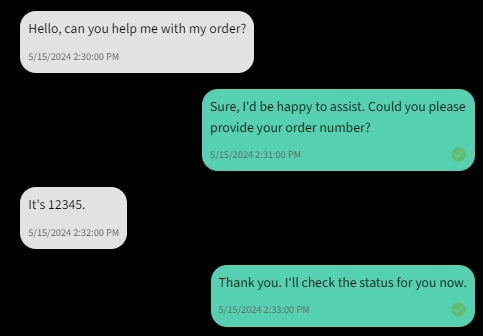 Hello, can you help me with my order?
5/15/2024 2:30:00 PM
Sure, I'd be happy to assist. Could you please
provide your order number?
5/15/2024 2:31:00 PM
It's 12345.
5/15/2024 2:32:00 PM
Thank you. I'll check the status for you now.
5/15/2024 2:33:00 PM